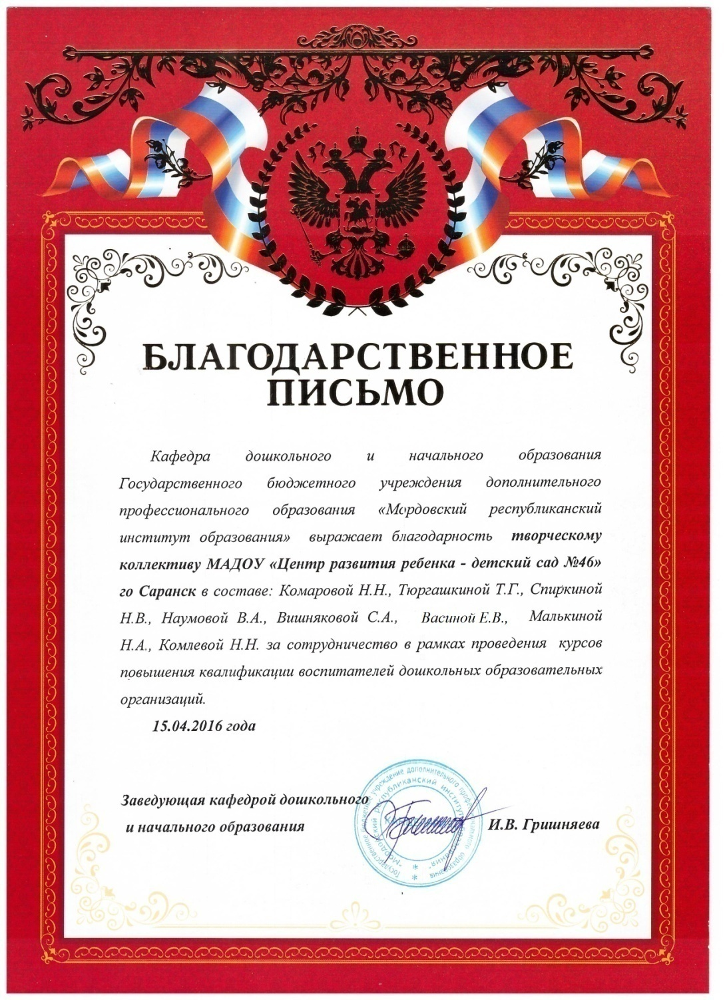 БЛАГОДАРСТВЕННОЕ
ПИСЬМО
Кафедра дошкольного и начального образования
Государственного бюджетного учреждения дополнительного
профессионального образования «Мордовский республиканский
институт образования» выражает благодарность творческому
коллективу МАДОУ «Центр развития ребенка - детский сад №46»
го Саранск в составе: Комаровой Н.Н., Тюргашкиной Т.Г., Спиркиной
Н.В., Наумовой В.А., Вишняковой С.А., Васиной Е.В., Малькиной
Н.А., Комлевой Н.Н. за сотрудничество в рамках проведения курсов
повышения квалификации воспитателей дошкольных образовательных
организаций.
15.04.2016 года
Заведующая кафедрой дошкольного
и начального образования
И.В. Гришняева
Государственное бюджетное учреждение дополнительного профессионального образования
"Мордовский республиканский институт образования"